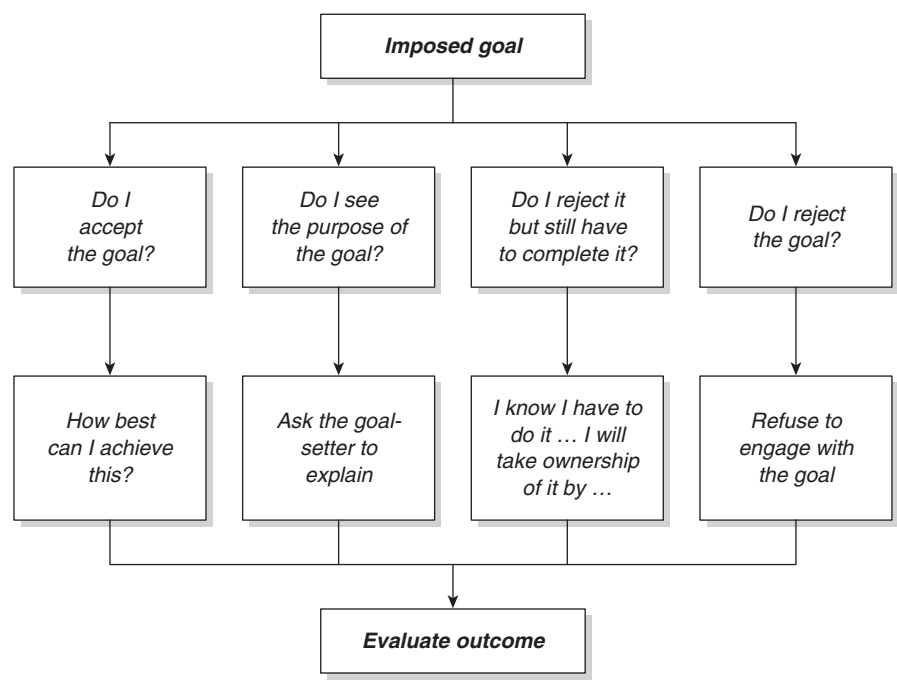 Imposed goal
Do I
accept
the goal?
Do I see
the purpose of
the goal?
Do I reject it
but still have
to complete it?
Do I reject
the goal?
How best
can I achieve
this?
Ask the goal-
setter to
explain
I know I have to
do it … I will
take ownership
of it by …
Refuse to
engage with
the goal
Evaluate outcome